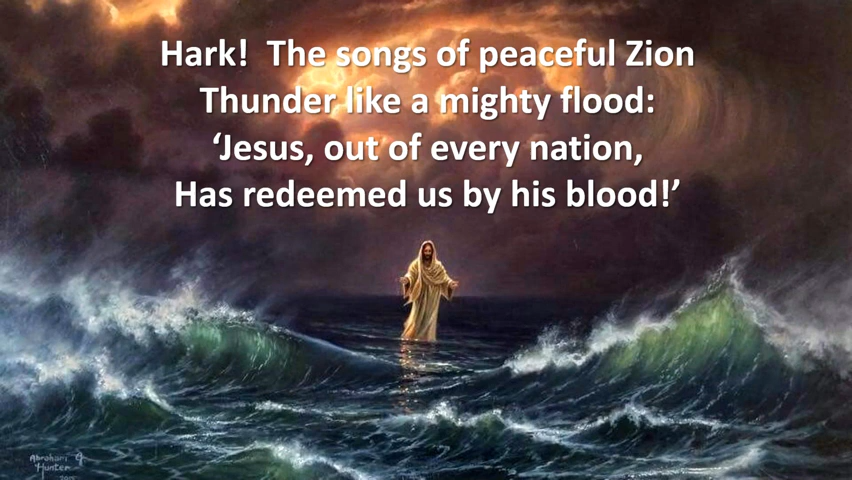 Hark!  The songs of peaceful Zion
Thunder like a mighty flood:
‘Jesus, out of every nation,
Has redeemed us by his blood!’
Abraham
Hunter